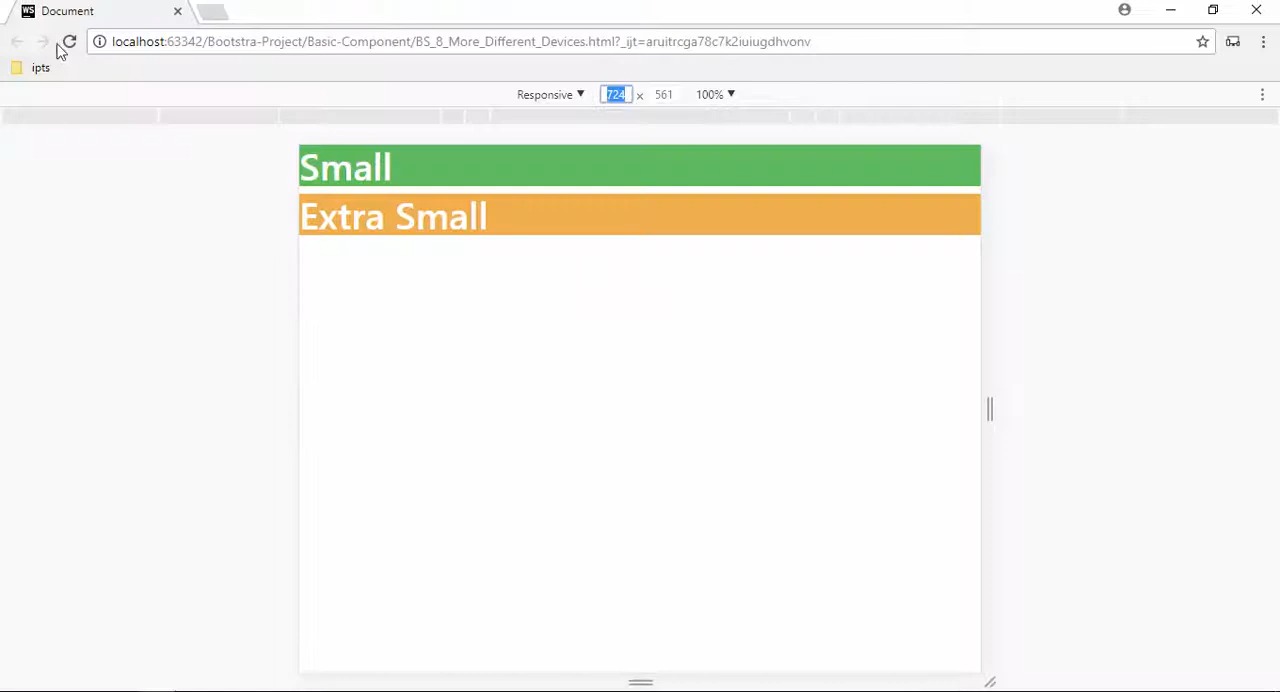 WS Document
localhost:63342/Bootstra-Project/Basic-Component/BS_8_More_Different_Devices.html?_ijt=aruitrcga78c7k2iuiugdhvonv
ipts
Responsive 724 x 561 100%
Small
Extra Small